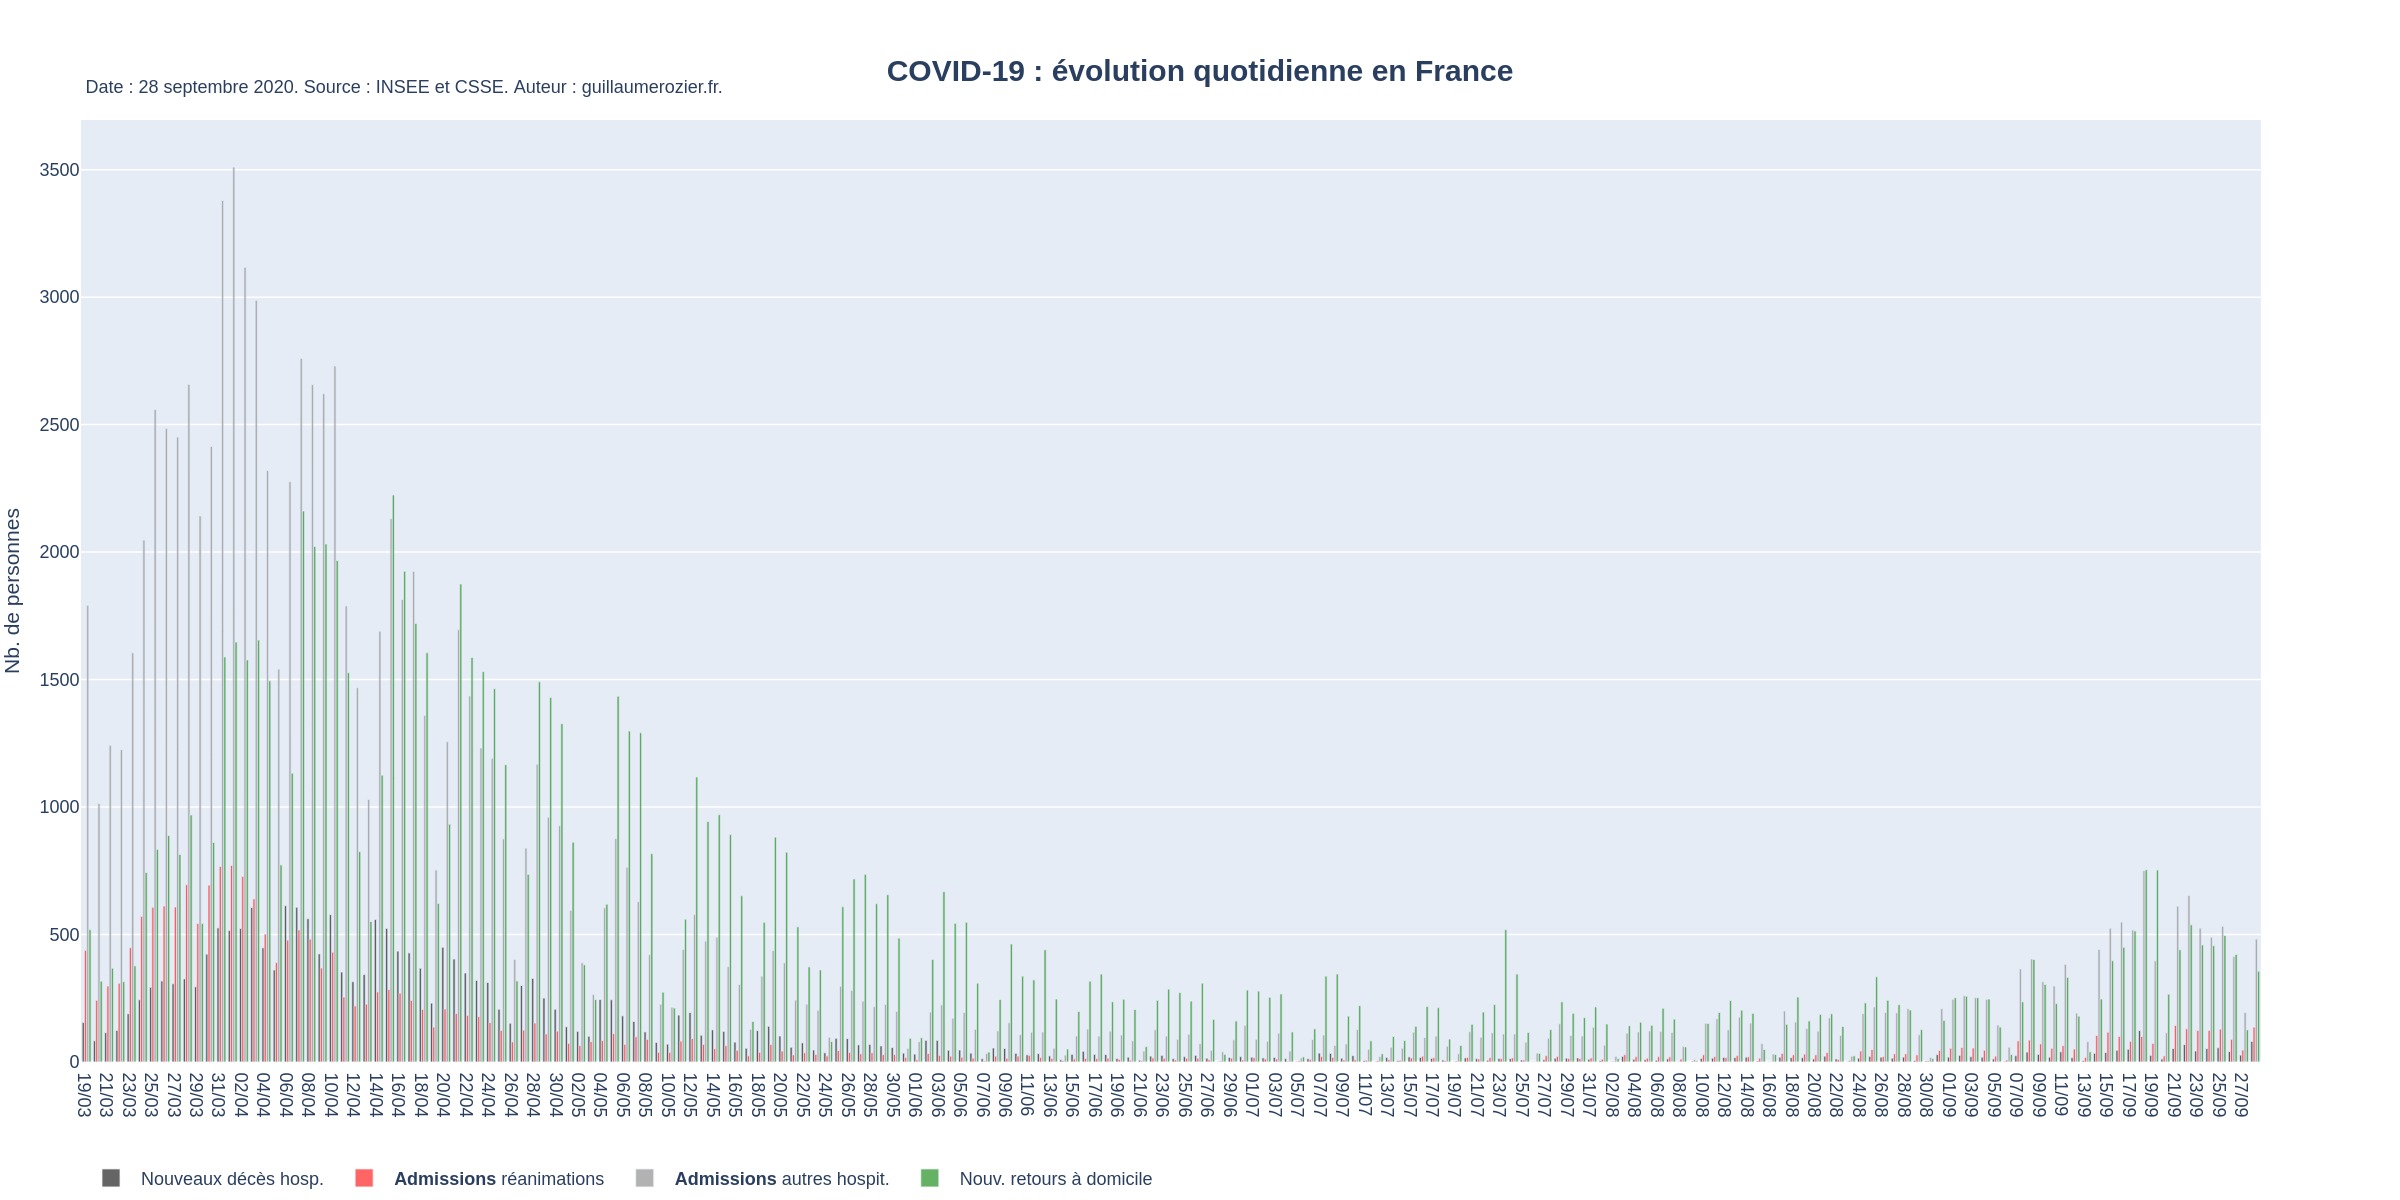 COVID-19 : évolution quotidienne en France
Date : 28 septembre 2020. Source : INSEE et CSSE. Auteur : guillaumerozier.fr.
Nb. de personnes
3500
3000
2500
2000
1500
1000
500
0
19/03 21/03 23/03 25/03 27/03 29/03 31/03 02/04 04/04 06/04 08/04 10/04 12/04 14/04 16/04 18/04 20/04 22/04 24/04 26/04 28/04 30/04 02/05 04/05 06/05 08/05 10/05 12/05 14/05 16/05 18/05 20/05 22/05 24/05 26/05 28/05 30/05 01/06 03/06 05/06 07/06 09/06 11/06 13/06 15/06 17/06 19/06 21/06 23/06 25/06 27/06 29/06 01/07 03/07 05/07 07/07 09/07 11/07 13/07 15/07 17/07 19/07 21/07 23/07 25/07 27/07 29/07 31/07 02/08 04/08 06/08 08/08 10/08 12/08 14/08 16/08 18/08 20/08 22/08 24/08 26/08 28/08 30/08 01/09 03/09 05/09 07/09 09/09 11/09 13/09 15/09 17/09 19/09 21/09 23/09 25/09 27/09
Nouveaux décès hosp. Admissions réanimations Admissions autres hospit. Nouv. retours à domicile